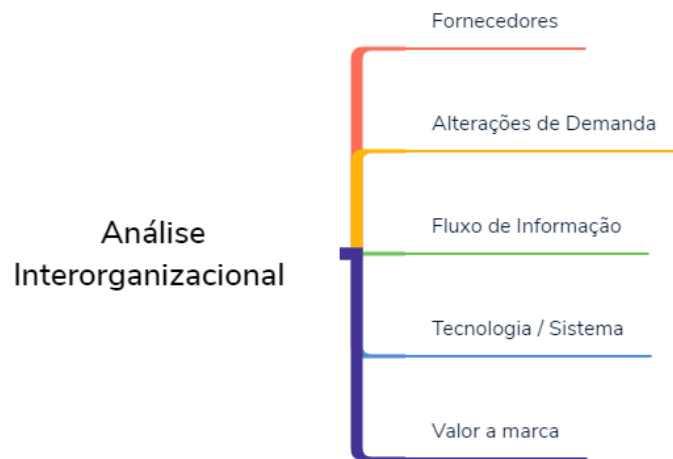 Fornecedores
Alterações de Demanda
Análise
Interorganizacional
Fluxo de Informação
Tecnologia / Sistema
Valor a marca